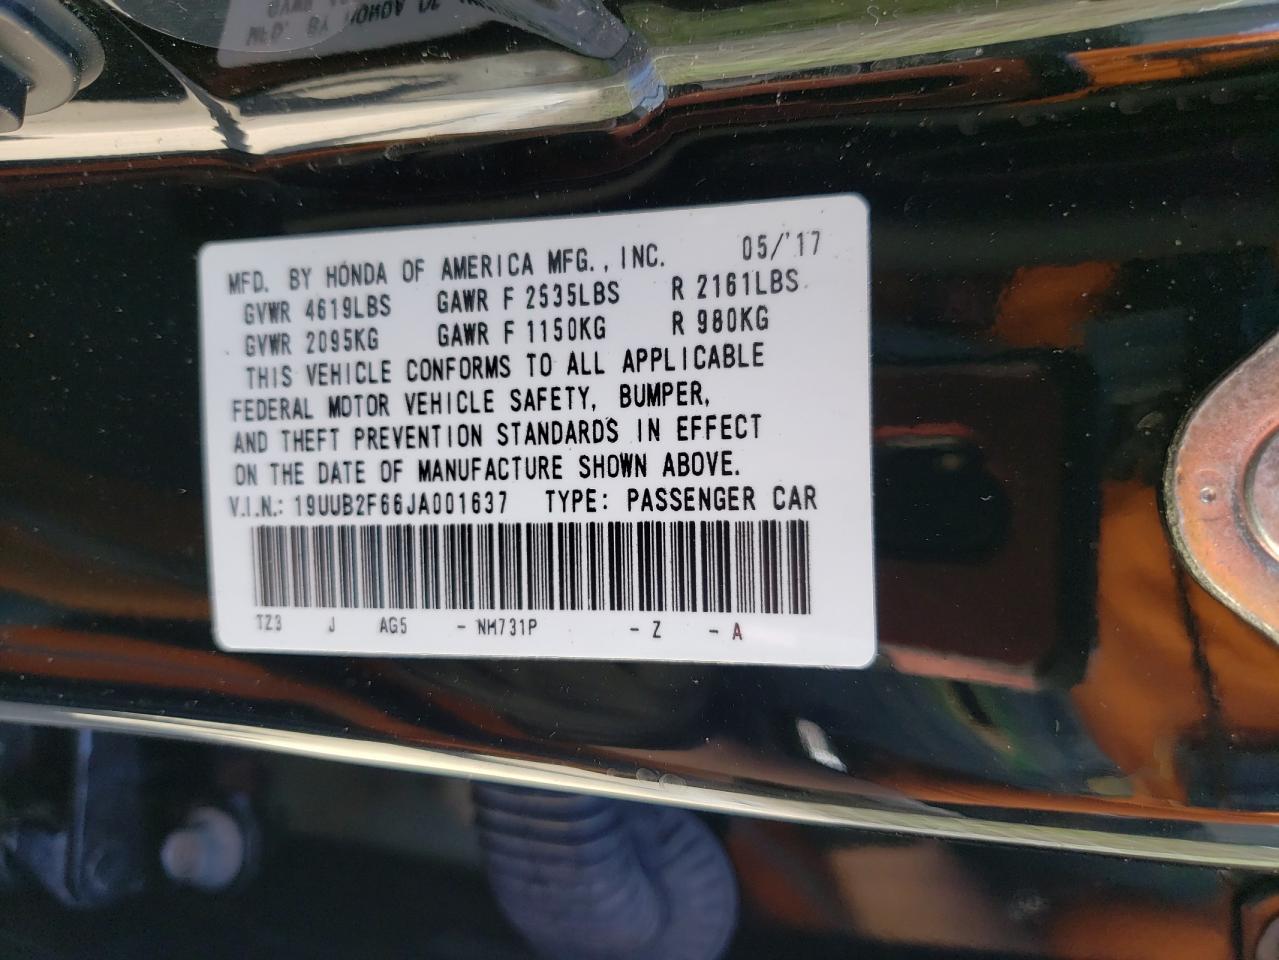 MFD. BY HONDA OF AMERICA MFG., INC. 05/'17
GVWR 4619LBS GAWR F 2535LBS R 2161LBS
GVWR 2095KG GAWR F 1150KG R 980KG
THIS VEHICLE CONFORMS TO ALL APPLICABLE
FEDERAL MOTOR VEHICLE SAFETY, BUMPER,
AND THEFT PREVENTION STANDARDS IN EFFECT
ON THE DATE OF MANUFACTURE SHOWN ABOVE.
V.I.N.: 19UUB2F66JA001637 TYPE: PASSENGER CAR
TZ3 J AG5 - NH731P - Z - A